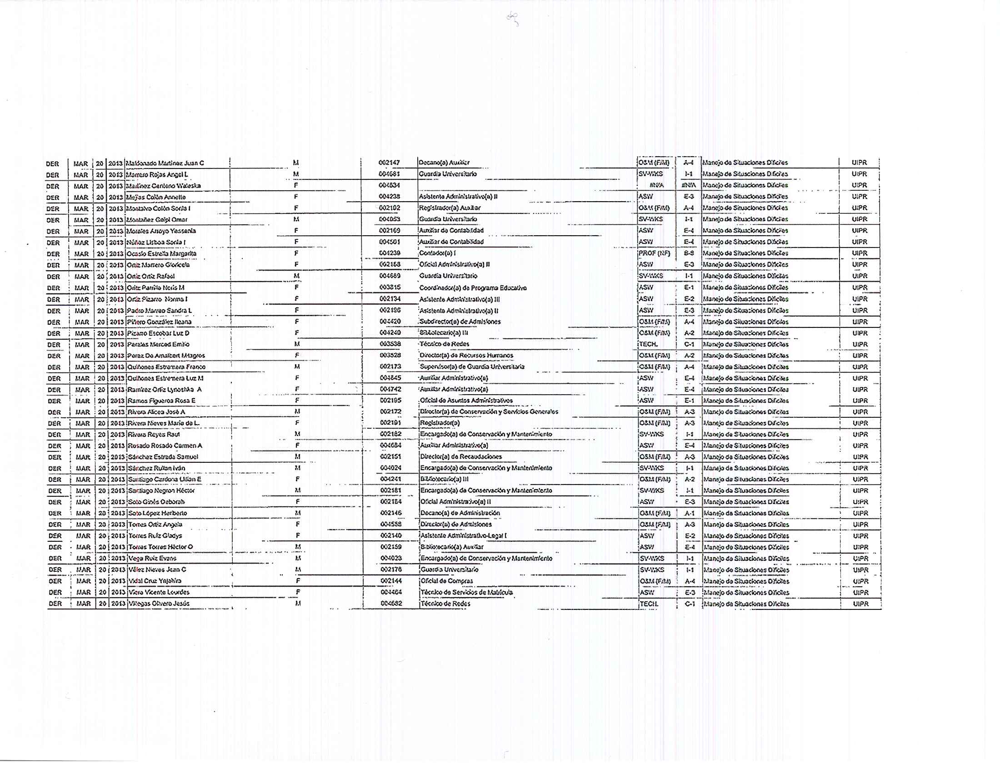 DER MAR 20 2013 Maldonado Martínez Juan C M 002147 Decano(a) Auxiliar O&M (F/M) A-4 Manejo de Situaciones Difíciles UIPR
DER MAR 20 2013 Marrero Rojas Angel L M 004681 Guardia Universitario SV-WKS I-1 Manejo de Situaciones Difíciles UIPR
DER MAR 20 2013 Martínez Centeno Waleska F 004634 #N/A #N/A Manejo de Situaciones Difíciles UIPR
DER MAR 20 2013 Mejías Colón Annette F 004238 Asistente Administrativo(a) II ASW E-3 Manejo de Situaciones Difíciles UIPR
DER MAR 20 2013 Montalvo Colón Sonia I F 002102 Registrador(a) Auxiliar O&M (F/M) A-4 Manejo de Situaciones Difíciles UIPR
DER MAR 20 2013 Montañez Golpi Omar M 004053 Guardia Universitario SV-WKS I-1 Manejo de Situaciones Difíciles UIPR
DER MAR 20 2013 Morales Arroyo Yessenia F 002169 Auxiliar de Contabilidad ASW E-4 Manejo de Situaciones Difíciles UIPR
DER MAR 20 2013 Núñez Lisboa Sonia I F 004501 Auxiliar de Contabilidad ASW E-4 Manejo de Situaciones Difíciles UIPR
DER MAR 20 2013 Ocasio Estrella Margarita F 004239 Contador(a) I PROF (NF) B-9 Manejo de Situaciones Difíciles UIPR
DER MAR 20 2013 Ortiz Marrero Gloricela F 002168 Oficial Administrativo(a) II ASW E-3 Manejo de Situaciones Difíciles UIPR
DER MAR 20 2013 Ortiz Ortiz Rafael M 004689 Guardia Universitario SV-WKS I-1 Manejo de Situaciones Difíciles UIPR
DER MAR 20 2013 Ortiz Parrilla Neris M F 003315 Coordinador(a) de Programa Educativo ASW E-1 Manejo de Situaciones Difíciles UIPR
DER MAR 20 2013 Ortiz Pizarro Norma I F 002134 Asistente Administrativo(a) III ASW E-2 Manejo de Situaciones Difíciles UIPR
DER MAR 20 2013 Padro Marreo Sandra L F 002196 Asistente Administrativo(a) II ASW E-3 Manejo de Situaciones Difíciles UIPR
DER MAR 20 2013 Piñero González Ileana F 004420 Subdirector(a) de Admisiones O&M (F/M) A-4 Manejo de Situaciones Difíciles UIPR
DER MAR 20 2013 Pizarro Escobar Luz D F 004240 Bibliotecario(a) III O&M (F/M) A-2 Manejo de Situaciones Difíciles UIPR
DER MAR 20 2013 Perales Merced Emilio M 003538 Técnico de Redes TECH. C-1 Manejo de Situaciones Difíciles UIPR
DER MAR 20 2013 Perez De Amalbert Milagros F 003528 Director(a) de Recursos Humanos O&M (F/M) A-2 Manejo de Situaciones Difíciles UIPR
DER MAR 20 2013 Quiñones Estremera Franco M 002173 Supervisor(a) de Guardia Universitaria O&M (F/M) A-4 Manejo de Situaciones Difíciles UIPR
DER MAR 20 2013 Quiñones Estremera Luz M F 004845 Auxiliar Administrativo(a) ASW E-4 Manejo de Situaciones Difíciles UIPR
DER MAR 20 2013 Ramírez Ortiz Lynoshka A F 004742 Auxiliar Administrativo(a) ASW E-4 Manejo de Situaciones Difíciles UIPR
DER MAR 20 2013 Ramos Figueroa Rosa E F 002195 Oficial de Asuntos Administrativos ASW E-1 Manejo de Situaciones Difíciles UIPR
DER MAR 20 2013 Rivera Alicea José A M 002172 Director(a) de Conservación y Servicios Generales O&M (F/M) A-3 Manejo de Situaciones Difíciles UIPR
DER MAR 20 2013 Rivera Nieves María de L. F 002191 Registrador(a) O&M (F/M) A-3 Manejo de Situaciones Difíciles UIPR
DER MAR 20 2013 Rivera Reyes Raul M 002182 Encargado(a) de Conservación y Mantenimiento SV-WKS I-1 Manejo de Situaciones Difíciles UIPR
DER MAR 20 2013 Rosado Rosado Carmen A F 004684 Auxiliar Administrativo(a) ASW E-4 Manejo de Situaciones Difíciles UIPR
DER MAR 20 2013 Sánchez Estrada Samuel M 002151 Director(a) de Recaudaciones O&M (F/M) A-3 Manejo de Situaciones Difíciles UIPR
DER MAR 20 2013 Sánchez Rullan Iván M 004024 Encargado(a) de Conservación y Mantenimiento SV-WKS I-1 Manejo de Situaciones Difíciles UIPR
DER MAR 20 2013 Santiago Cardona Lilian E F 004241 Bibliotecario(a) III O&M (F/M) A-2 Manejo de Situaciones Difíciles UIPR
DER MAR 20 2013 Santiago Negron Héctor M 002181 Encargado(a) de Conservación y Mantenimiento SV-WKS I-1 Manejo de Situaciones Difíciles UIPR
DER MAR 20 2013 Soto Ginés Deborah F 002164 Oficial Administrativo(a) II ASW E-3 Manejo de Situaciones Difíciles UIPR
DER MAR 20 2013 Soto López Heriberto M 002146 Decano(a) de Administración O&M (F/M) A-1 Manejo de Situaciones Difíciles UIPR
DER MAR 20 2013 Torres Ortiz Angela F 004588 Director(a) de Admisiones O&M (F/M) A-3 Manejo de Situaciones Difíciles UIPR
DER MAR 20 2013 Torres Ruíz Gladys F 002140 Asistente Administrativo-Legal I ASW E-2 Manejo de Situaciones Difíciles UIPR
DER MAR 20 2013 Torres Torres Héctor O M 002159 Bibliotecario(a) Auxiliar ASW E-4 Manejo de Situaciones Difíciles UIPR
DER MAR 20 2013 Vega Ruiz Evans M 004023 Encargado(a) de Conservación y Mantenimiento SV-WKS I-1 Manejo de Situaciones Difíciles UIPR
DER MAR 20 2013 Vélez Nieves Jean C M 002178 Guardia Universitario SV-WKS I-1 Manejo de Situaciones Difíciles UIPR
DER MAR 20 2013 Vidal Cruz Yajahira F 002144 Oficial de Compras O&M (F/M) A-4 Manejo de Situaciones Difíciles UIPR
DER MAR 20 2013 Viera Vicente Lourdes F 004464 Técnico de Servicios de Matrícula ASW E-3 Manejo de Situaciones Difíciles UIPR
DER MAR 20 2013 Villegas Olivero Jesús M 004692 Técnico de Redes TECH. C-1 Manejo de Situaciones Difíciles UIPR